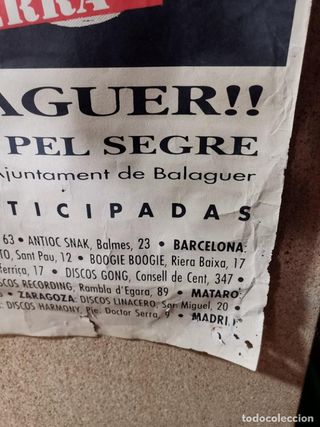 ERRA
AGUER!!
PEL SEGRE
Ajuntament de Balaguer
TICIPADAS
63 • ANTIOC SNAK, Balmes, 23 • BARCELONA:
TO, Sant Pau, 12 • BOOGIE BOOGIE, Riera Baixa, 17
Ferrica, 17 • DISCOS GONG, Consell de Cent, 347 •
SCOS RECORDING, Rambla d'Egara, 89 • MATARO:
• ZARAGOZA: DISCOS LINACERO, San Miguel, 20 •
DISCOS HARMONY, Pje. Doctor Serra, 9 • MADRI
todocoleccion